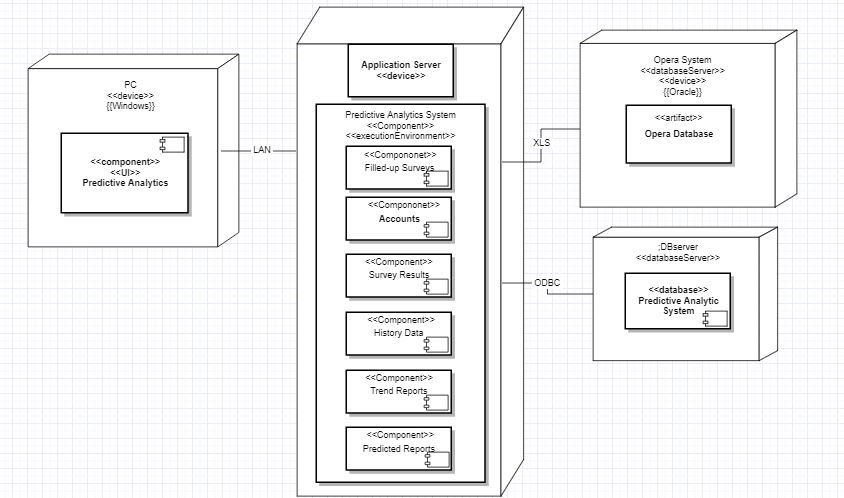 PC
<<device>>
{{Windows}}
<<component>>
<<UI>>
Predictive Analytics
LAN
Application Server
<<device>>
Predictive Analytics System
<<Component>>
<<executionEnvironment>>
<<Componet>>
Filled-up Surveys
<<Compononet>>
Accounts
<<Component>>
Survey Results
<<Component>>
History Data
<<Component>>
Trend Reports
<<Component>>
Predicted Reports
XLS
ODBC
Opera System
<<databaseServer>>
<<device>>
{{Oracle}}
<<artifact>>
Opera Database
:DBserver
<<databaseServer>>
<<database>>
Predictive Analytic
System